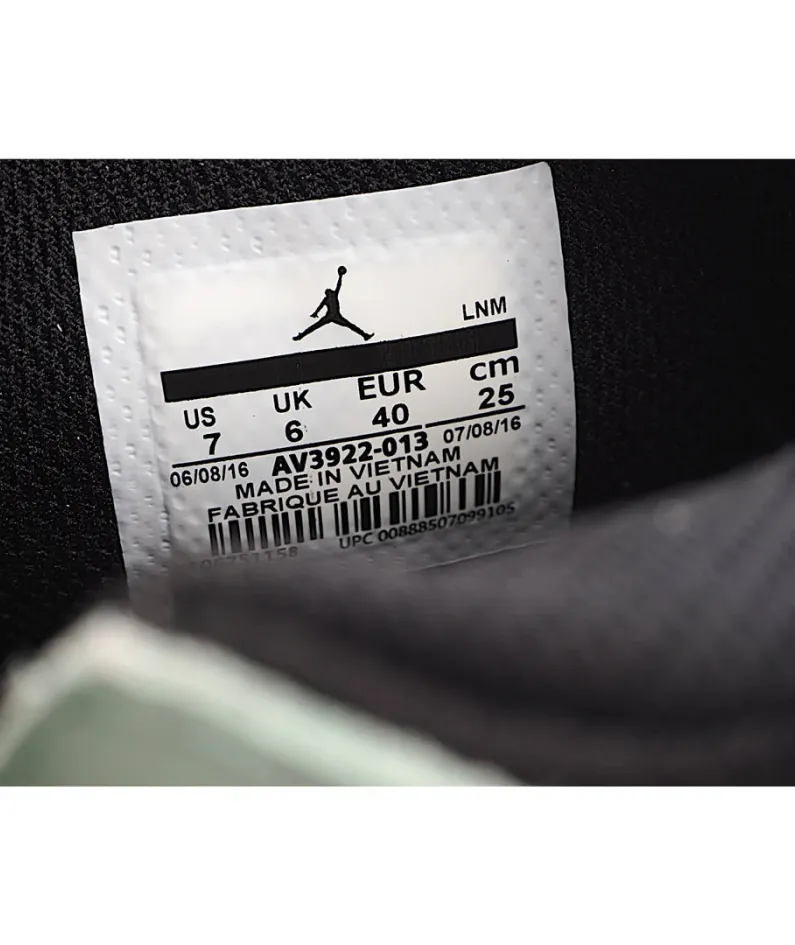 LNM
US UK EUR cm
7 6 40 25
06/08/16 AV3922-013 07/08/16
MADE IN VIETNAM
FABRIQUE AU VIETNAM
UPC 00888507099105